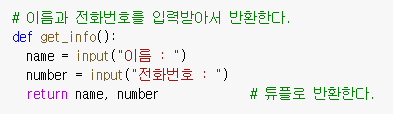 # 이름과 전화번호를 입력받아서 반환한다.
def get_info():
  name = input("이름 : ")
  number = input("전화번호 : ")
  return name, number          # 튜플로 반환한다.